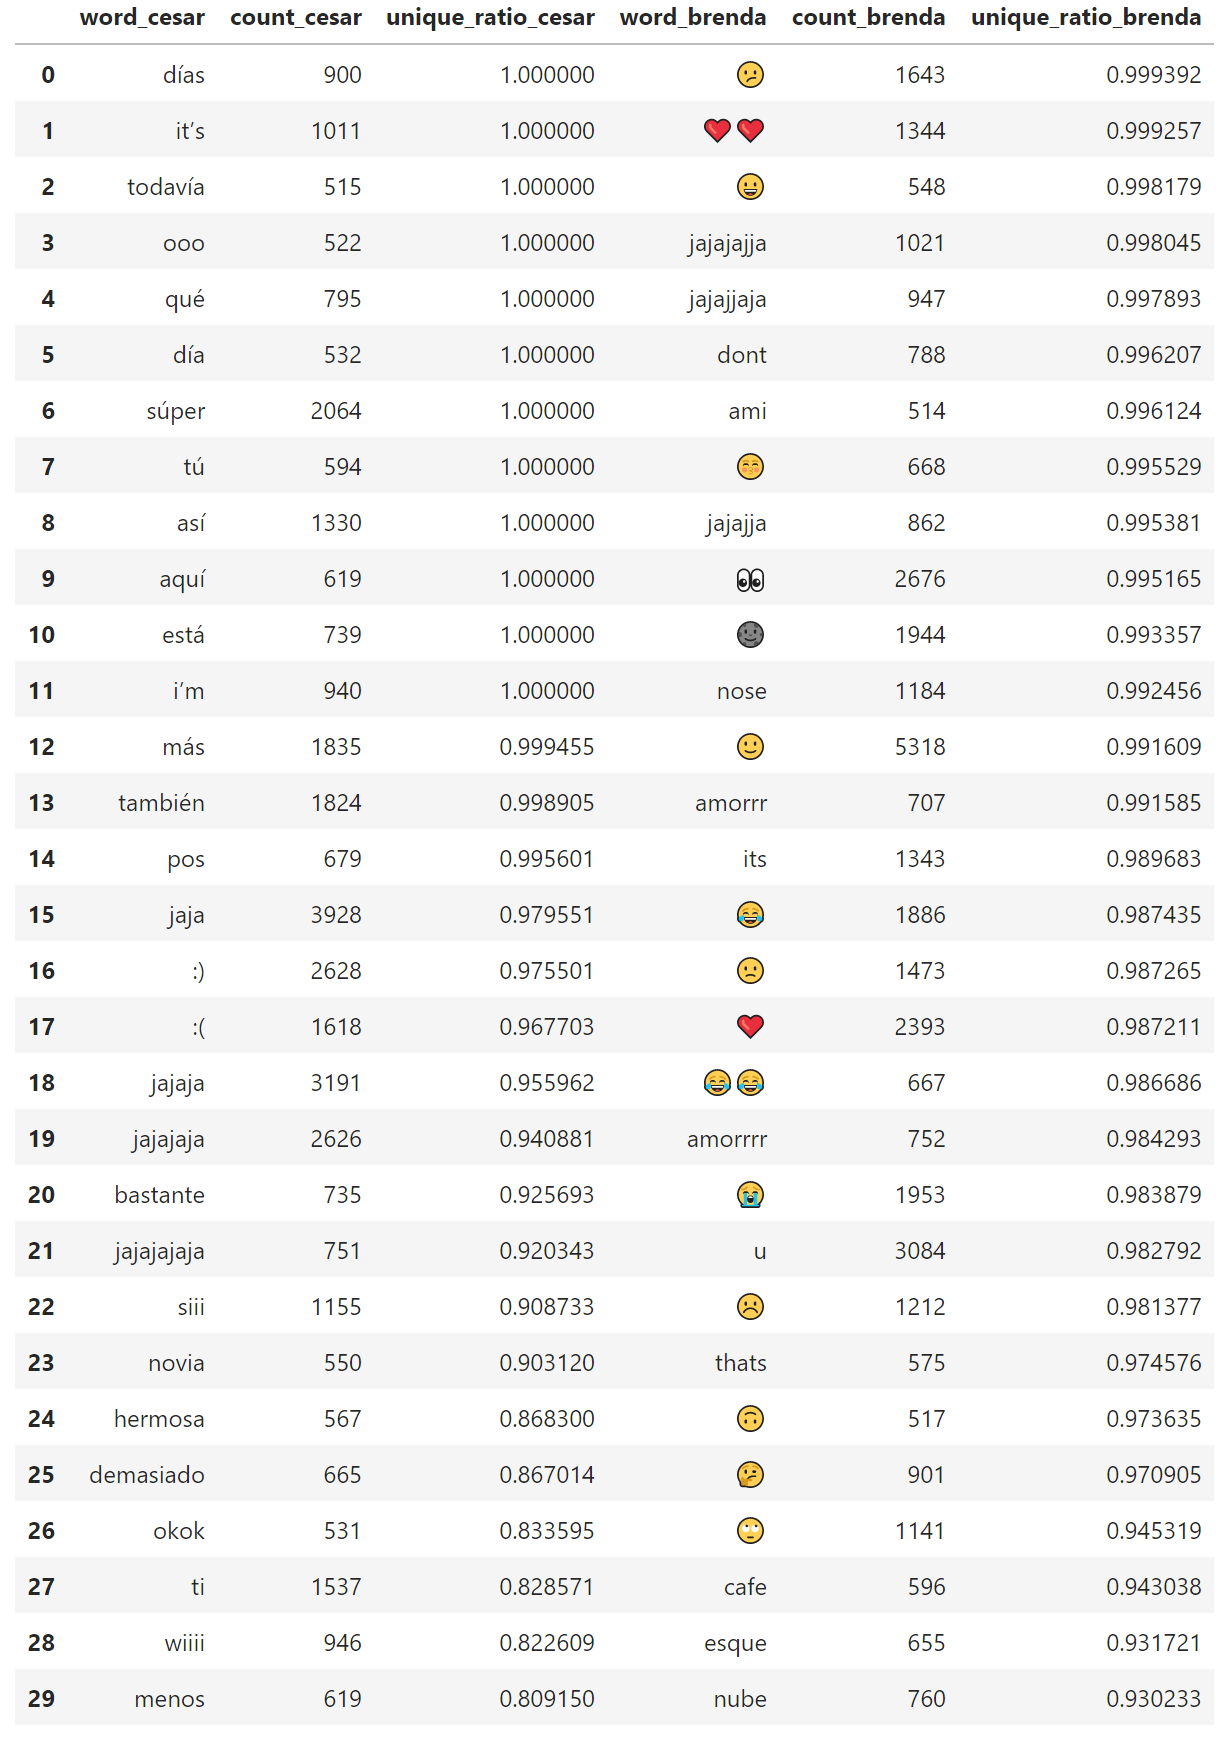 word_cesar count_cesar unique_ratio_cesar word_brenda count_brenda unique_ratio_brenda
0 días 900 1.000000 🫤 1643 0.999392
1 it’s 1011 1.000000 ❤️❤️ 1344 0.999257
2 todavía 515 1.000000 😀 548 0.998179
3 ooo 522 1.000000 jajajajja 1021 0.998045
4 qué 795 1.000000 jajajjaja 947 0.997893
5 día 532 1.000000 dont 788 0.996207
6 súper 2064 1.000000 ami 514 0.996124
7 tú 594 1.000000 😚 668 0.995529
8 así 1330 1.000000 jajajja 862 0.995381
9 aquí 619 1.000000 👀 2676 0.995165
10 está 739 1.000000 🌚 1944 0.993357
11 i’m 940 1.000000 nose 1184 0.992456
12 más 1835 0.999455 🙂 5318 0.991609
13 también 1824 0.998905 amorrr 707 0.991585
14 pos 679 0.995601 its 1343 0.989683
15 jaja 3928 0.979551 😂 1886 0.987435
16 :) 2628 0.975501 🙁 1473 0.987265
17 :( 1618 0.967703 ❤️ 2393 0.987211
18 jajaja 3191 0.955962 😂😂 667 0.986686
19 jajajaja 2626 0.940881 amorrrr 752 0.984293
20 bastante 735 0.925693 😭 1953 0.983879
21 jajajajaja 751 0.920343 u 3084 0.982792
22 siii 1155 0.908733 ☹️ 1212 0.981377
23 novia 550 0.903120 thats 575 0.974576
24 hermosa 567 0.868300 🙃 517 0.973635
25 demasiado 665 0.867014 🤔 901 0.970905
26 okok 531 0.833595 🙄 1141 0.945319
27 ti 1537 0.828571 cafe 596 0.943038
28 wiiii 946 0.822609 esque 655 0.931721
29 menos 619 0.809150 nube 760 0.930233